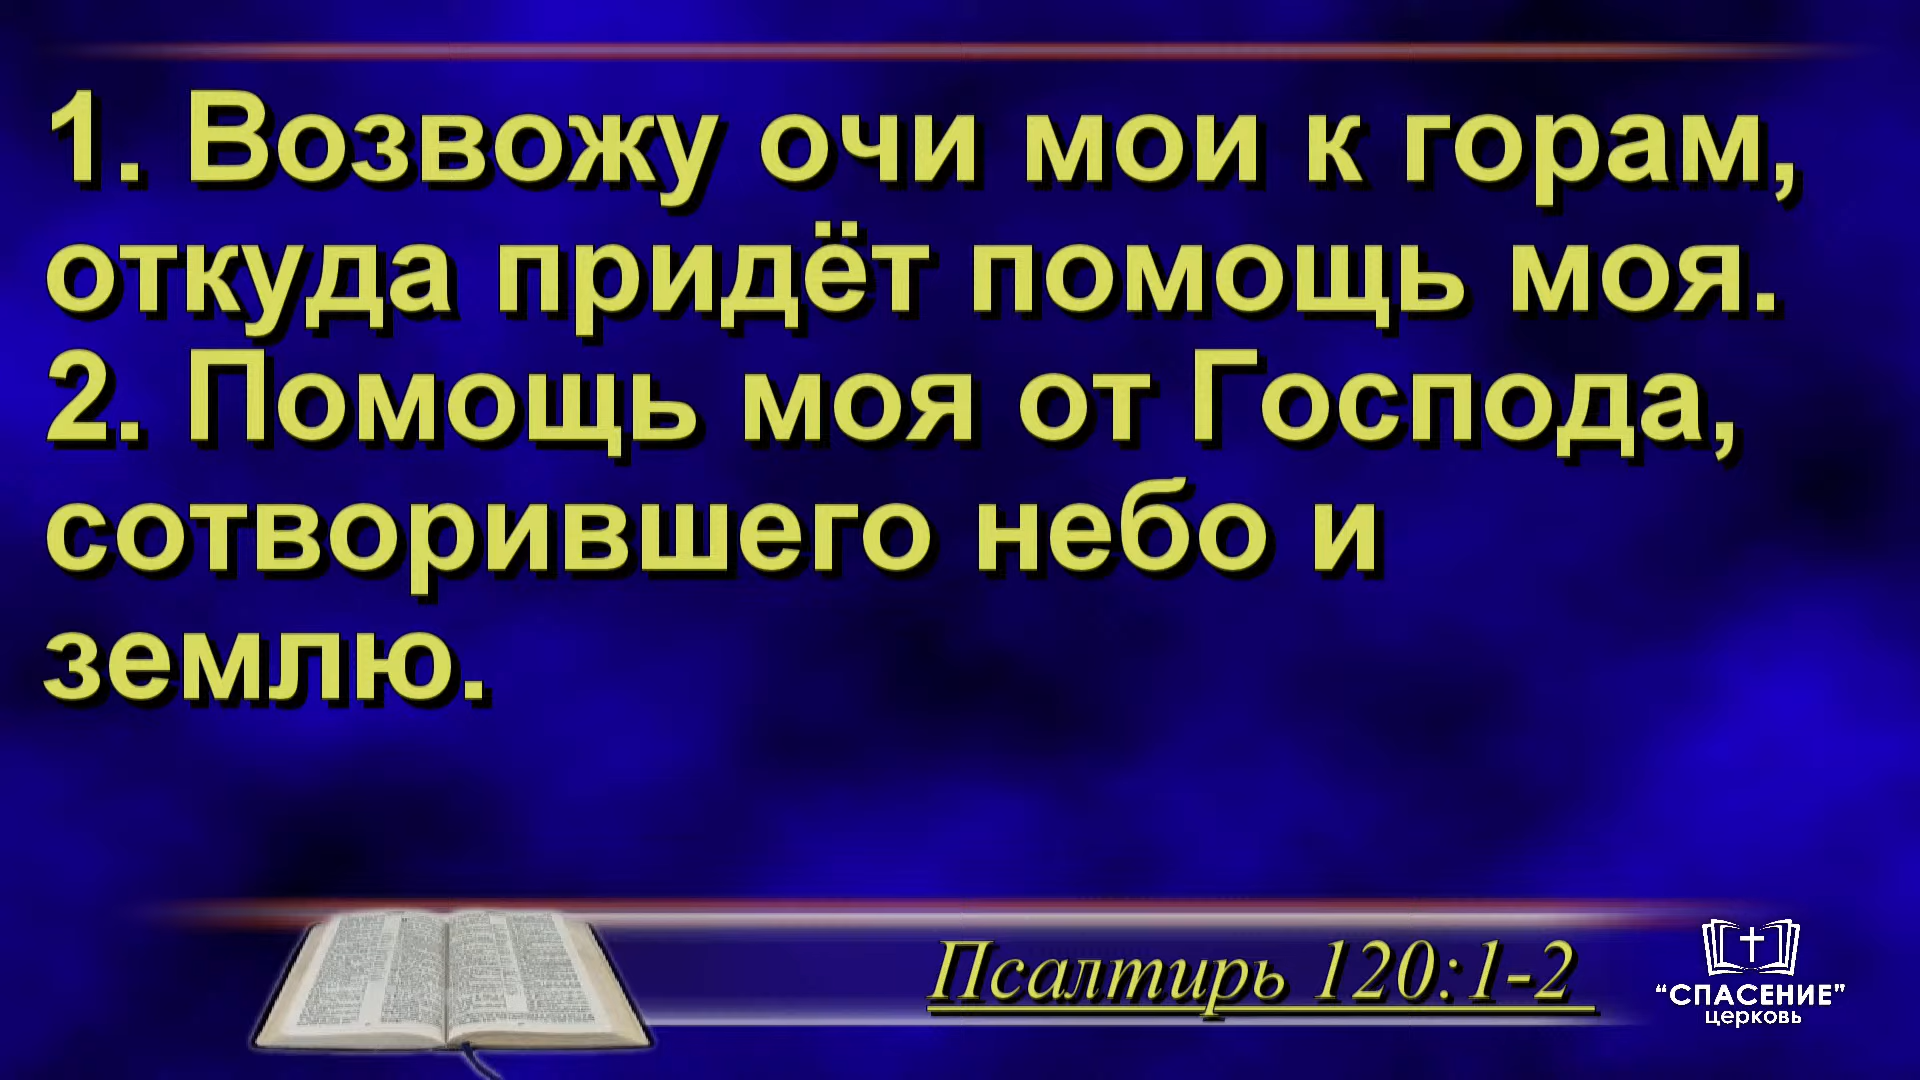 1. Возвожу очи мои к горам,
откуда придёт помощь моя.
2. Помощь моя от Господа,
сотворившего небо и
землю.
Псалтирь 120:1-2
“СПАСЕНИЕ”
церковь